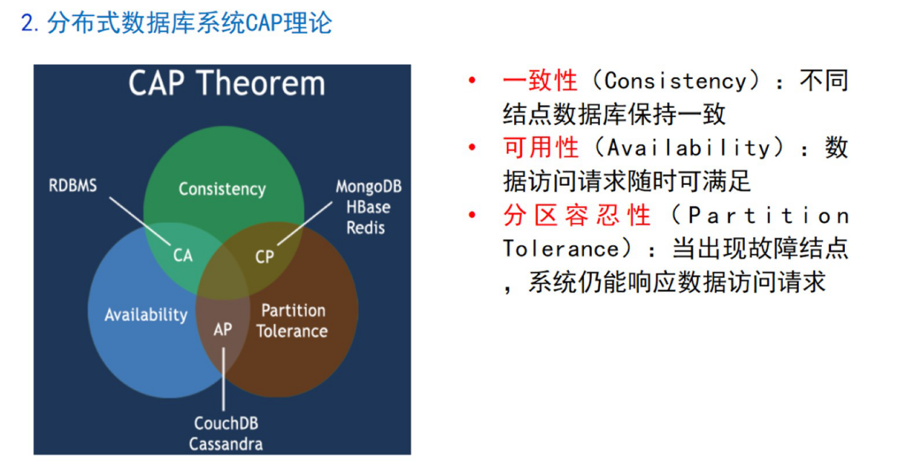 2. 分布式数据库系统CAP理论
CAP Theorem
Consistency
RDBMS
MongoDB
HBase
Redis
CA
CP
Availability
Partition
Tolerance
AP
CouchDB
Cassandra
• 一致性（Consistency）：不同
结点数据库保持一致
• 可用性（Availability）：数
据访问请求随时可满足
• 分区容忍性（Partition
Tolerance）：当出现故障结点
，系统仍能响应数据访问请求